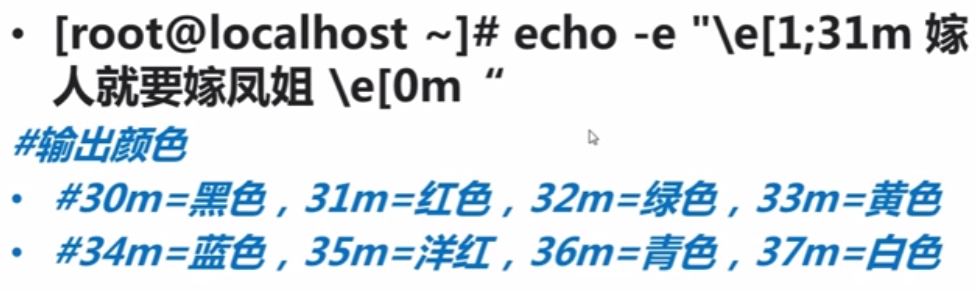 • [root@localhost ~]# echo -e "\e[1;31m 嫁
人就要嫁凤姐 \e[0m “
#输出颜色
• #30m=黑色，31m=红色，32m=绿色，33m=黄色
• #34m=蓝色，35m=洋红，36m=青色，37m=白色